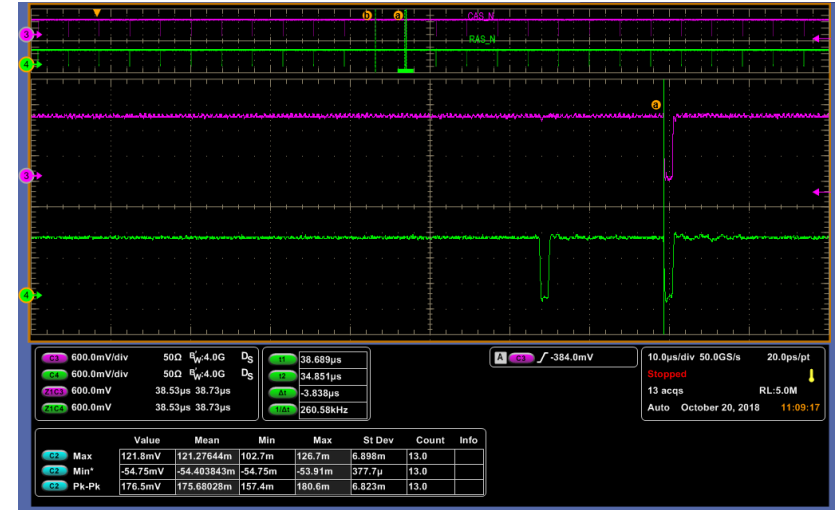 b a CAS_N
3
RAS_N
4
a
3
4
C3 600.0mV/div 50Ω BW:4.0G DS
C4 600.0mV/div 50Ω BW:4.0G DS
Z1C3 600.0mV 38.53µs 38.73µs
Z1C4 600.0mV 38.53µs 38.73µs
t1 38.689µs
t2 34.851µs
Δt -3.838µs
1/Δt 260.58kHz
A C3 -384.0mV
10.0µs/div 50.0GS/s 20.0ps/pt
Stopped
13 acqs RL:5.0M
Auto October 20, 2018 11:09:17
Value Mean Min Max St Dev Count Info
C2 Max 121.8mV 121.27644m 102.7m 126.7m 6.898m 13.0
C2 Min* -54.75mV -54.403843m -54.75m -53.91m 377.7µ 13.0
C2 Pk-Pk 176.5mV 175.68028m 157.4m 180.6m 6.823m 13.0